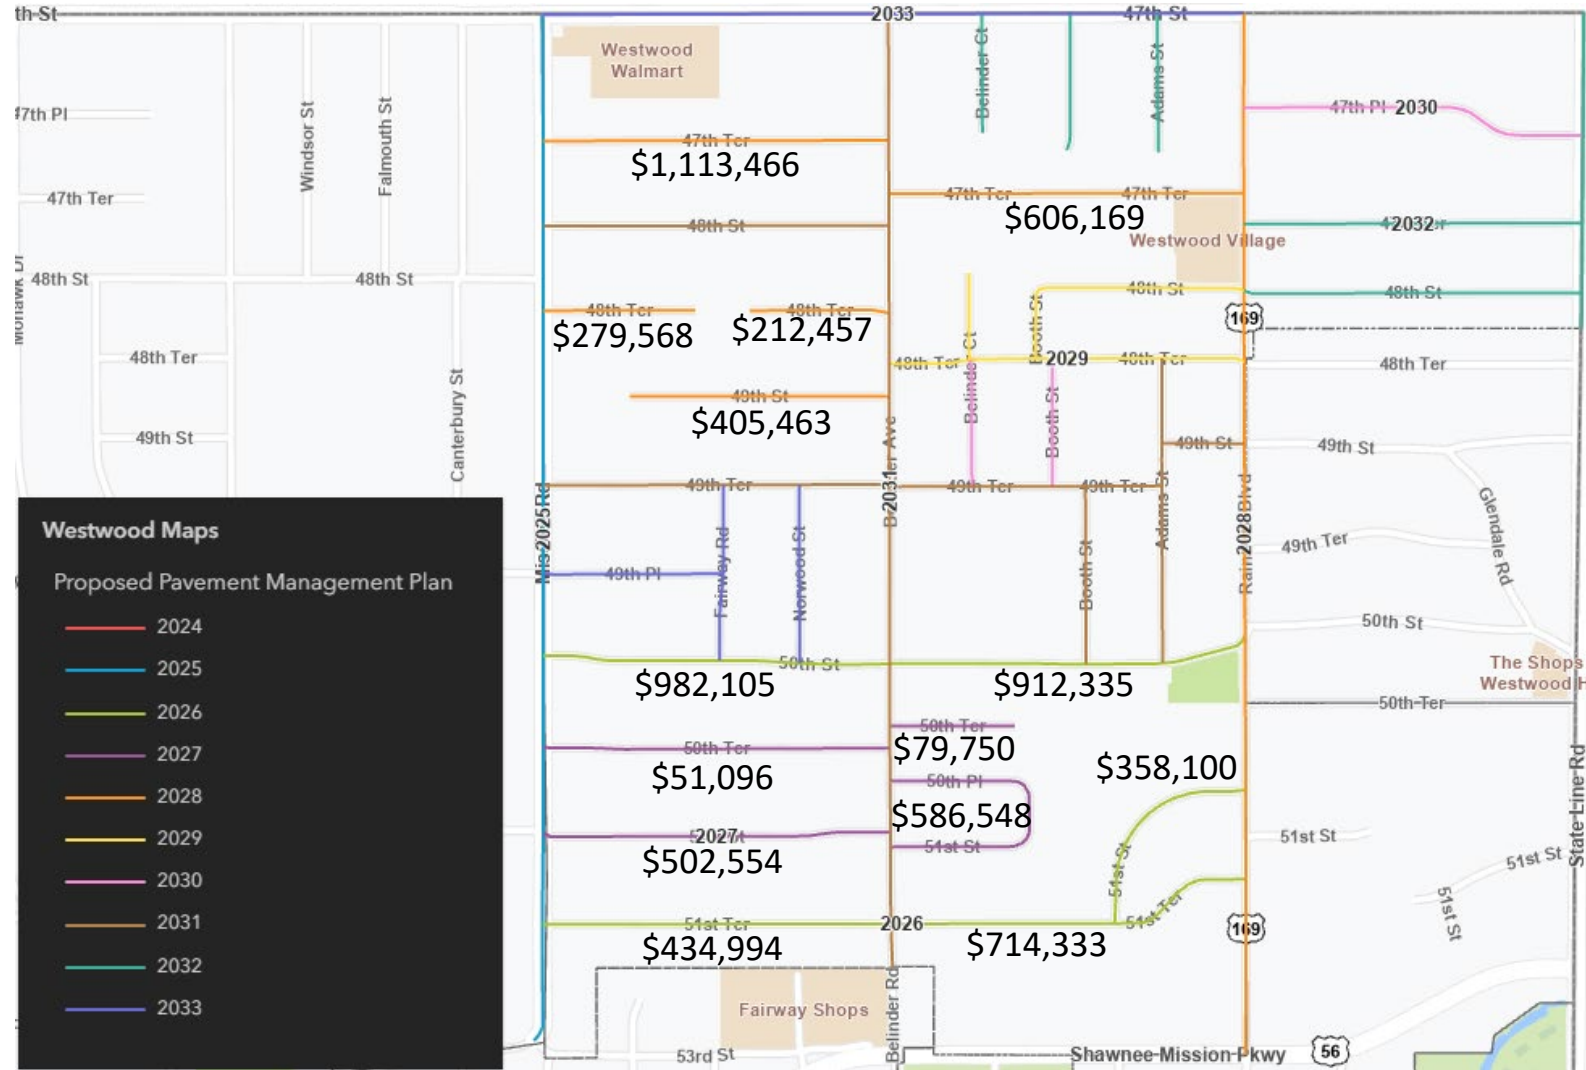 th St
2033
47th St
Westwood
Walmart
Belinder Ct
Adams St
47th Pl
Windsor St
Falmouth St
47th Pl 2030
47th Ter
$1,113,466
47th Ter
47th Ter
47th Ter
$606,169
48th St
Westwood Village
2032
Mohawk Dr
48th St
48th St
48th St
48th St
169
48th Ter
48th Ter
$279,568
$212,457
Booth St
48th Ter
48th Ter
2029
48th Ter
48th Ter
Canterbury St
49th St
$405,463
Belinder Ct
Booth St
49th St
49th St
49th St
49th Ter
2031
49th Ter
49th Ter
Adams St
Glendale Rd
2025
Rd
2028
Blvd
49th Ter
49th Pl
Fairway Rd
Norwood St
Booth St
50th St
50th St
$982,105
$912,335
The Shops
Westwood H
50th Ter
50th Ter
50th Ter
$79,750
$51,096
$358,100
50th Pl
$586,548
2027
$502,554
51st St
51st St
51st St
51st St
51st St
State Line Rd
51st Ter
2026
51st Ter
169
$434,994
$714,333
Fairway Shops
Belinder Rd
53rd St
Shawnee Mission Pkwy
56
Westwood Maps
Proposed Pavement Management Plan
2024
2025
2026
2027
2028
2029
2030
2031
2032
2033